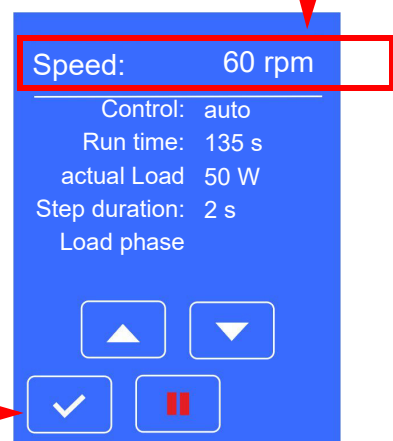 Speed: 60 rpm
Control: auto
Run time: 135 s
actual Load 50 W
Step duration: 2 s
Load phase